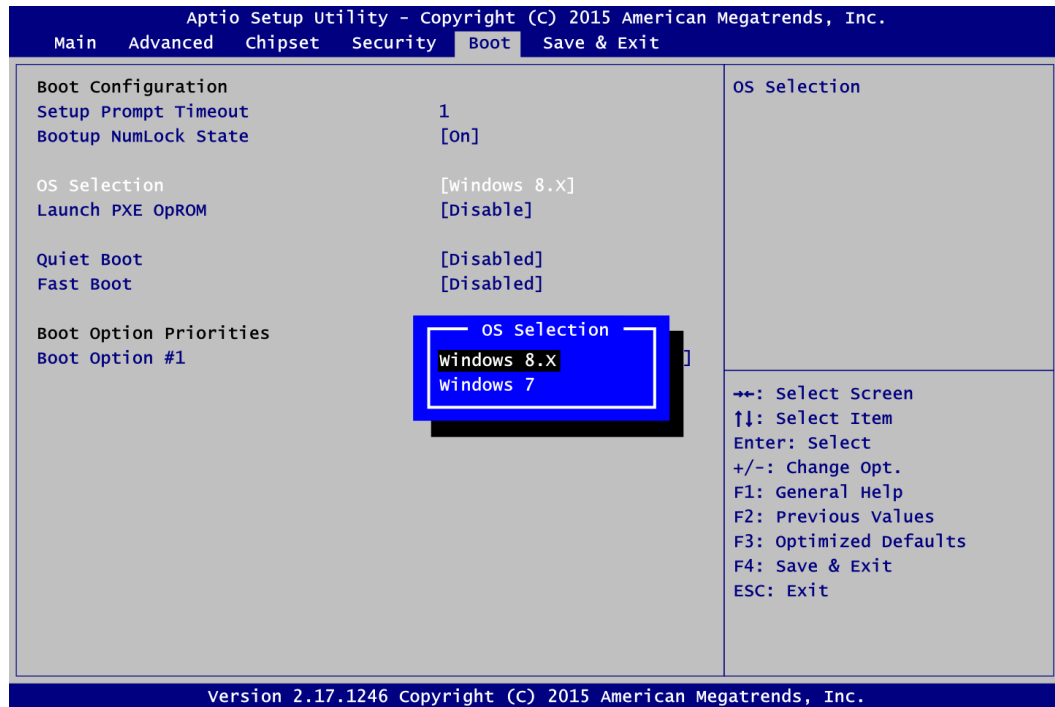 Aptio Setup Utility - Copyright (C) 2015 American Megatrends, Inc.
Main Advanced Chipset Security Boot Save & Exit
Boot Configuration
Setup Prompt Timeout 1
Bootup NumLock State [On]
OS Selection [Windows 8.X]
Launch PXE OpROM [Disable]
Quiet Boot [Disabled]
Fast Boot [Disabled]
Boot Option Priorities
Boot Option #1 ]
OS Selection
Windows 8.X
Windows 7
OS Selection
→←: Select Screen
↑↓: Select Item
Enter: Select
+/-: Change Opt.
F1: General Help
F2: Previous Values
F3: Optimized Defaults
F4: Save & Exit
ESC: Exit
Version 2.17.1246 Copyright (C) 2015 American Megatrends, Inc.